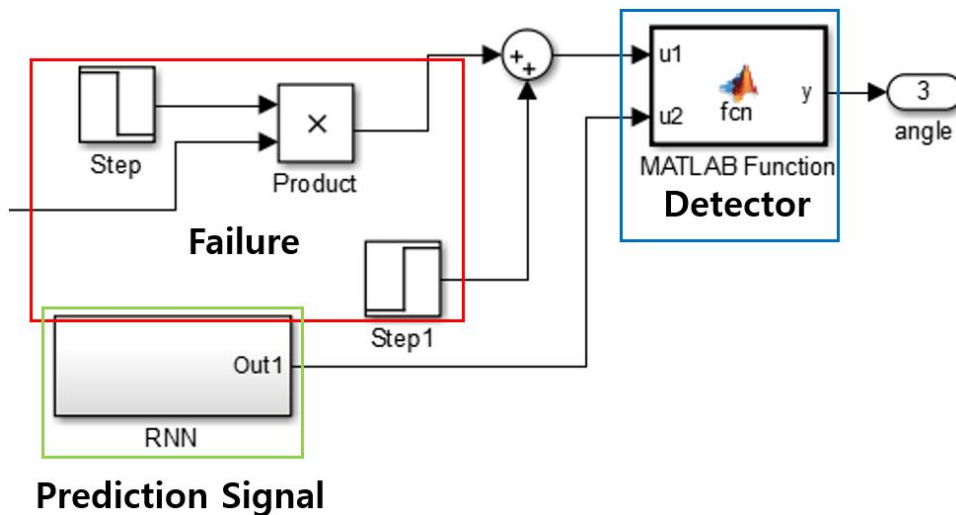 ++
u1
u2
fcn
y
MATLAB Function
Detector
3
angle
Step
×
Product
Failure
Step1
Out1
RNN
Prediction Signal